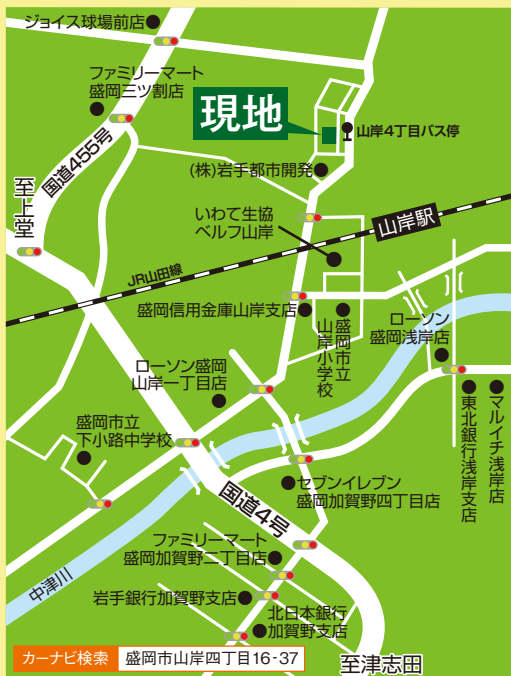 ジョイス球場前店
ファミリーマート
盛岡三ツ割店
現地
山岸4丁目バス停
国道455号
(株)岩手都市開発
至上堂
いわて生協
ベルフ山岸
山岸駅
JR山田線
盛岡信用金庫山岸支店
盛岡市立
山岸小学校
ローソン
盛岡浅岸店
ローソン盛岡
山岸一丁目店
盛岡市立
下小路中学校
東北銀行浅岸支店
マルイチ浅岸店
セブンイレブン
盛岡加賀野四丁目店
国道4号
ファミリーマート
盛岡加賀野二丁目店
中津川
岩手銀行加賀野支店
北日本銀行
加賀野支店
カーナビ検索 盛岡市山岸四丁目16-37
至津志田